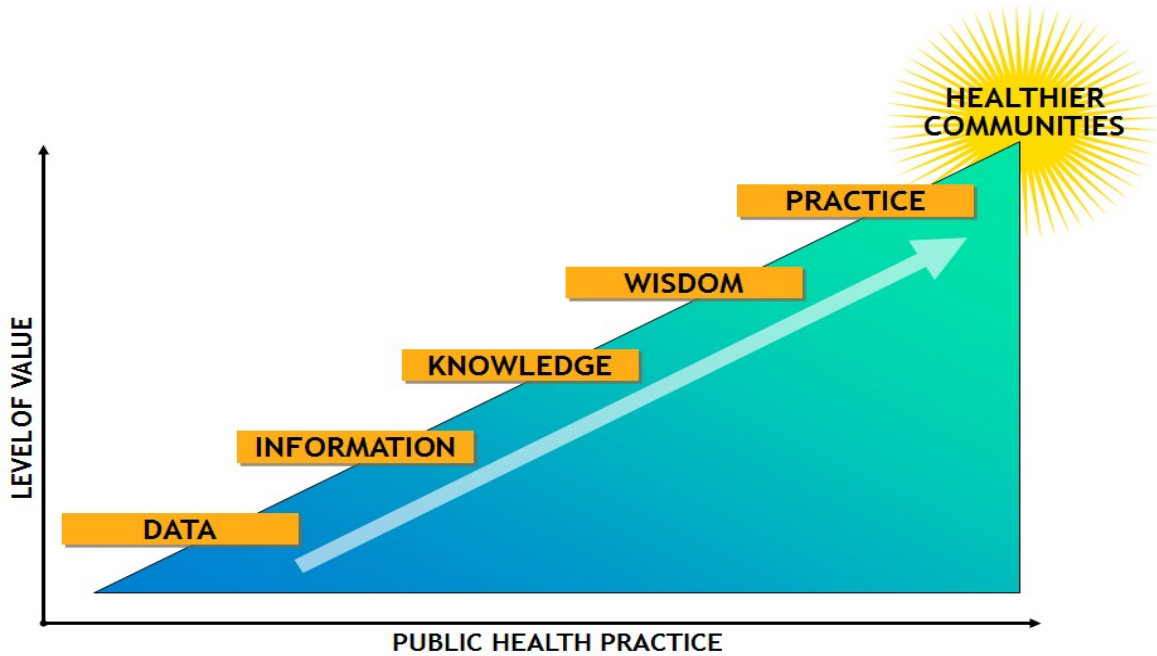 HEALTHIER
COMMUNITIES
PRACTICE
WISDOM
KNOWLEDGE
INFORMATION
DATA
LEVEL OF VALUE
PUBLIC HEALTH PRACTICE